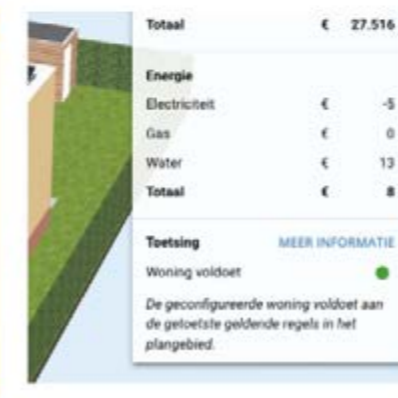 Totaal € 27.516
Energie
Electriciteit € -5
Gas € 0
Water € 13
Totaal € 8
Toetsing MEER INFORMATIE
Woning voldoet
De geconfigureerde woning voldoet aan
de getoetste geldende regels in het
plangebied.